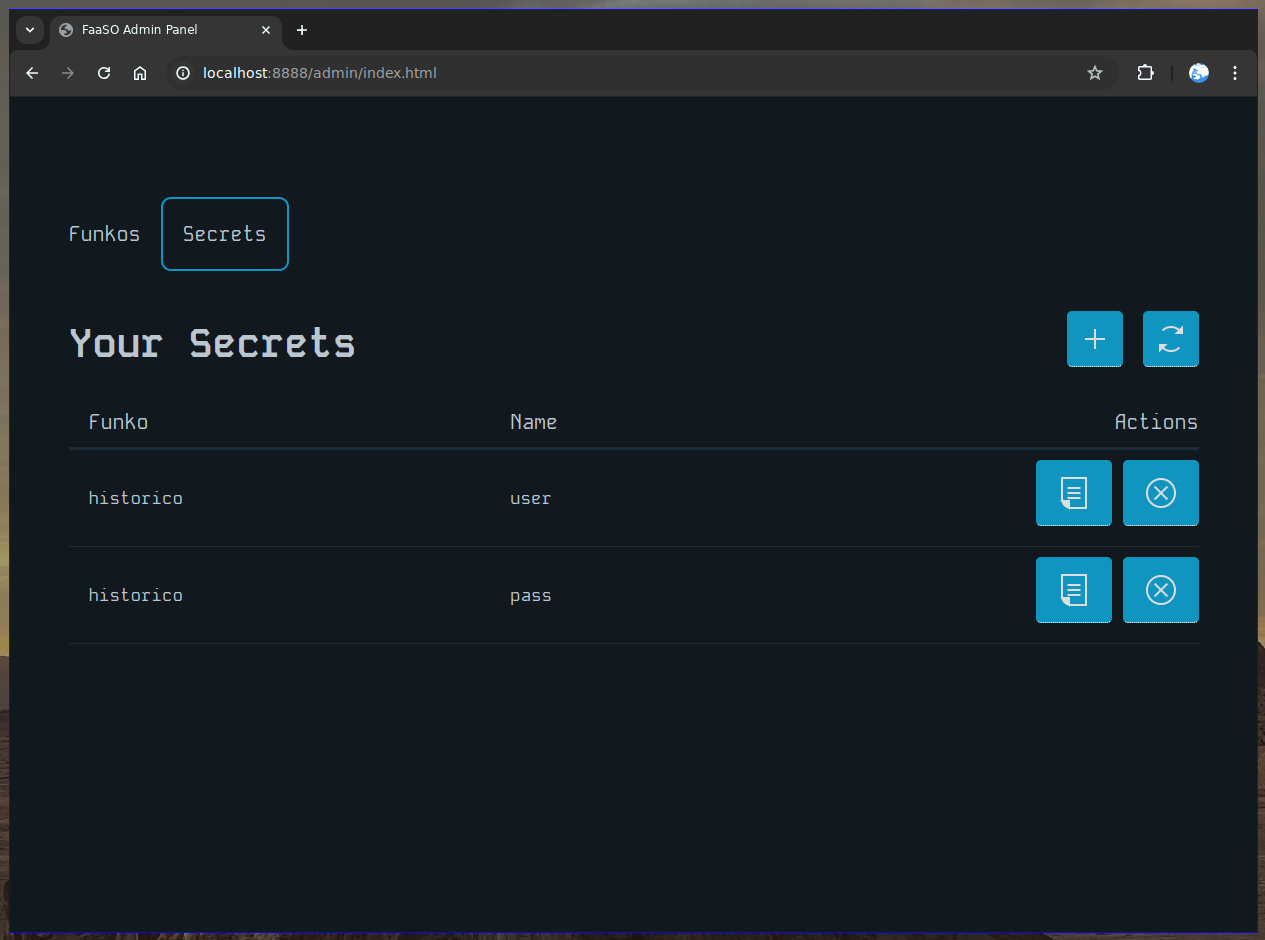 FaaSO Admin Panel
localhost:8888/admin/index.html
Funkos Secrets
Your Secrets
Funko Name Actions
historico user
historico pass